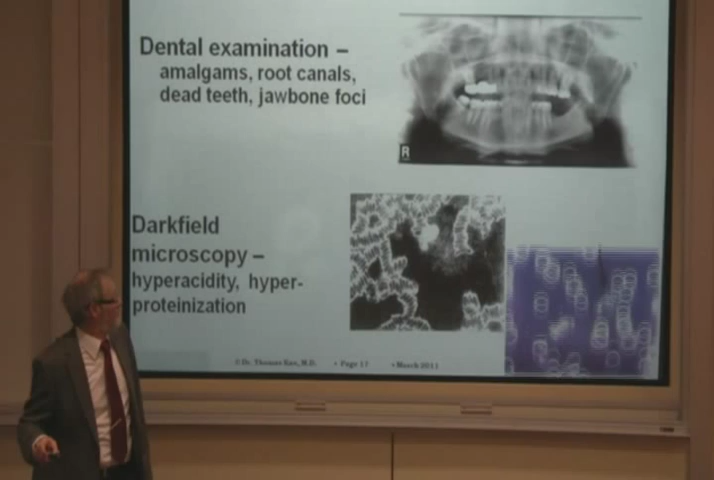 Dental examination –
amalgams, root canals,
dead teeth, jawbone foci
R
Darkfield
microscopy –
hyperacidity, hyper-
proteinization
© Dr. Thomas M.D. • Page 13 • March 2011